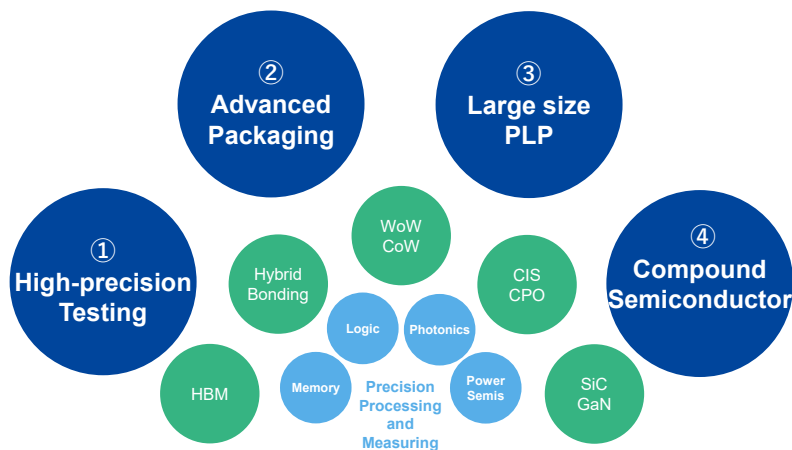 ①
High-precision
Testing
②
Advanced
Packaging
③
Large size
PLP
④
Compound
Semiconductor
HBM
Hybrid
Bonding
WoW
CoW
CIS
CPO
SiC
GaN
Memory
Logic
Photonics
Power
Semis
Precision
Processing
and
Measuring